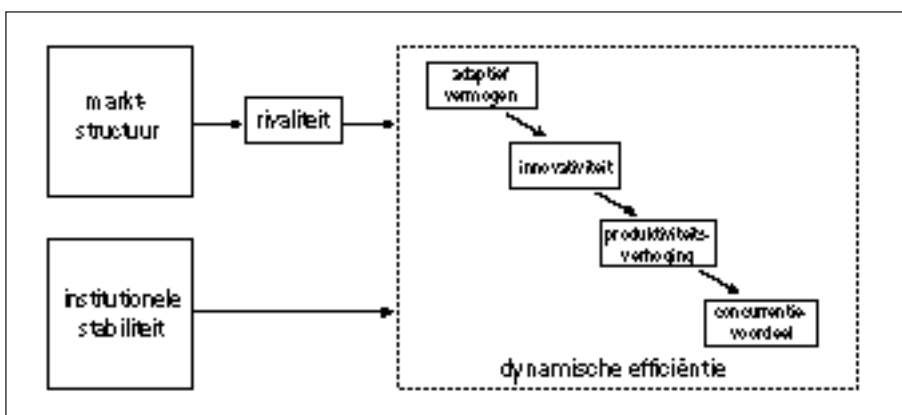 markt-
structuur
rivaliteit
adaptief
vermogen
innovativiteit
produktiviteits-
verhoging
concurrentie-
voordeel
institutionele
stabiliteit
dynamische efficiëntie